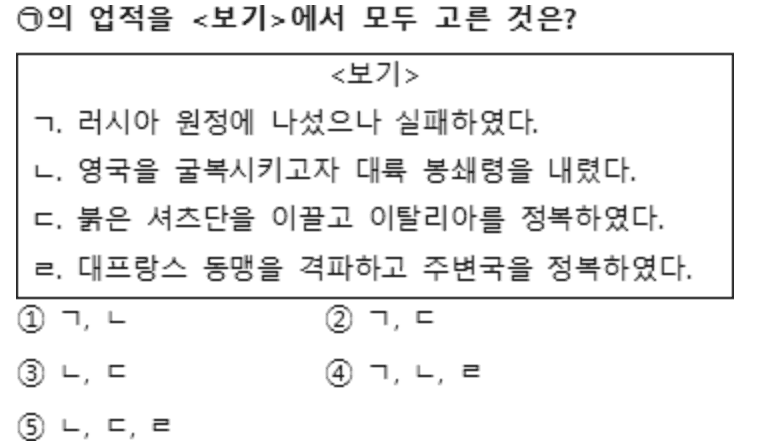 ㉠의 업적을 <보기>에서 모두 고른 것은?
<보기>
ㄱ. 러시아 원정에 나섰으나 실패하였다.
ㄴ. 영국을 굴복시키고자 대륙 봉쇄령을 내렸다.
ㄷ. 붉은 셔츠단을 이끌고 이탈리아를 정복하였다.
ㄹ. 대프랑스 동맹을 격파하고 주변국을 정복하였다.
① ㄱ, ㄴ ② ㄱ, ㄷ
③ ㄴ, ㄷ ④ ㄱ, ㄴ, ㄹ
⑤ ㄴ, ㄷ, ㄹ